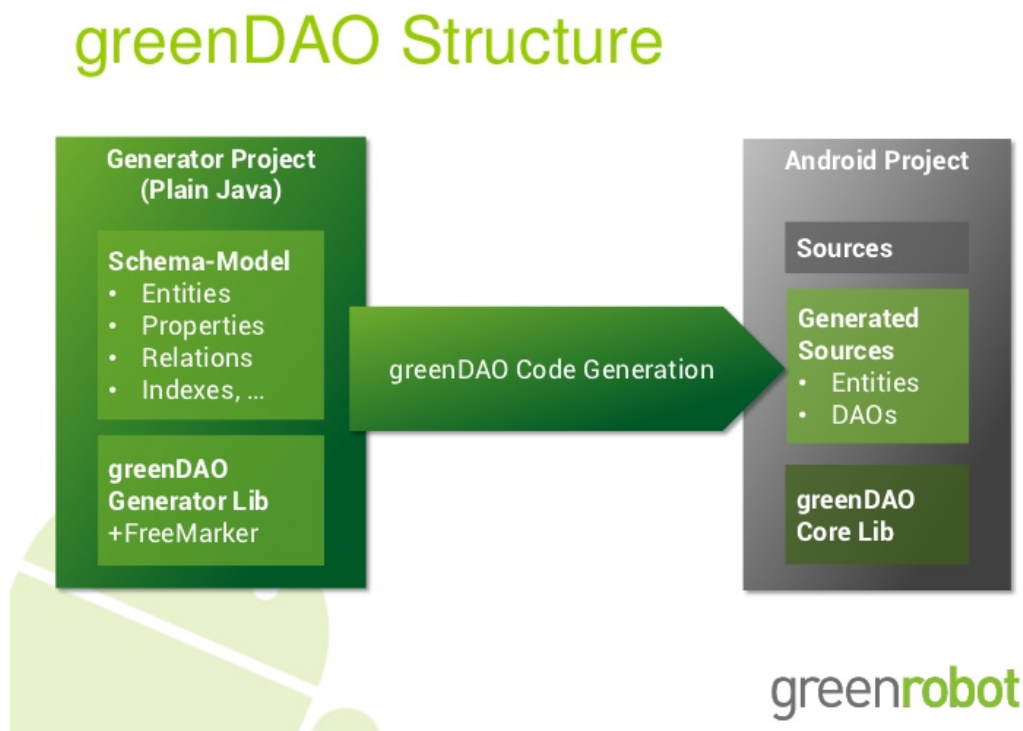 greenDAO Structure
Generator Project
(Plain Java)
Schema-Model
• Entities
• Properties
• Relations
• Indexes, ...
greenDAO
Generator Lib
+FreeMarker
greenDAO Code Generation
Android Project
Sources
Generated
Sources
• Entities
• DAOs
greenDAO
Core Lib
greenrobot